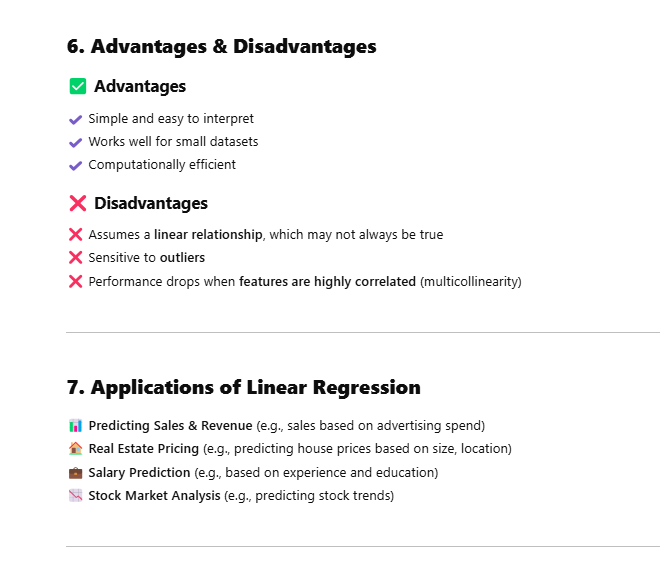 6. Advantages & Disadvantages
✅ Advantages
✔ Simple and easy to interpret
✔ Works well for small datasets
✔ Computationally efficient
❌ Disadvantages
❌ Assumes a linear relationship, which may not always be true
❌ Sensitive to outliers
❌ Performance drops when features are highly correlated (multicollinearity)
7. Applications of Linear Regression
📊 Predicting Sales & Revenue (e.g., sales based on advertising spend)
🏠 Real Estate Pricing (e.g., predicting house prices based on size, location)
💼 Salary Prediction (e.g., based on experience and education)
📉 Stock Market Analysis (e.g., predicting stock trends)